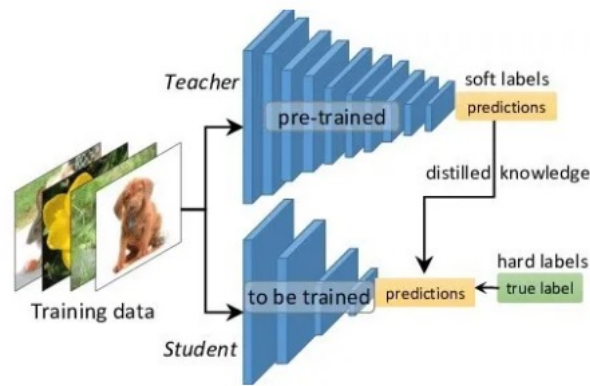 Teacher
soft labels
predictions
pre-trained
distilled knowledge
Training data
hard labels
true label
predictions
to be trained
Student